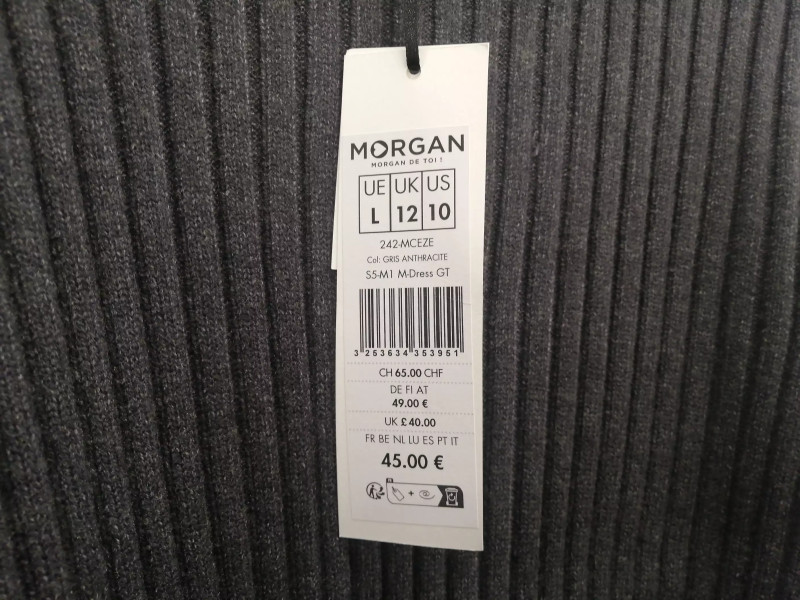 MORGAN
MORGAN DE TOI !
UE UK US
L 12 10
242-MCEZE
Col: GRIS ANTHRACITE
S5-M1 M-Dress GT
3 253634 353951
CH 65.00 CHF
DE FI AT
49.00 €
UK £40.00
FR BE NL LU ES PT IT
45.00 €